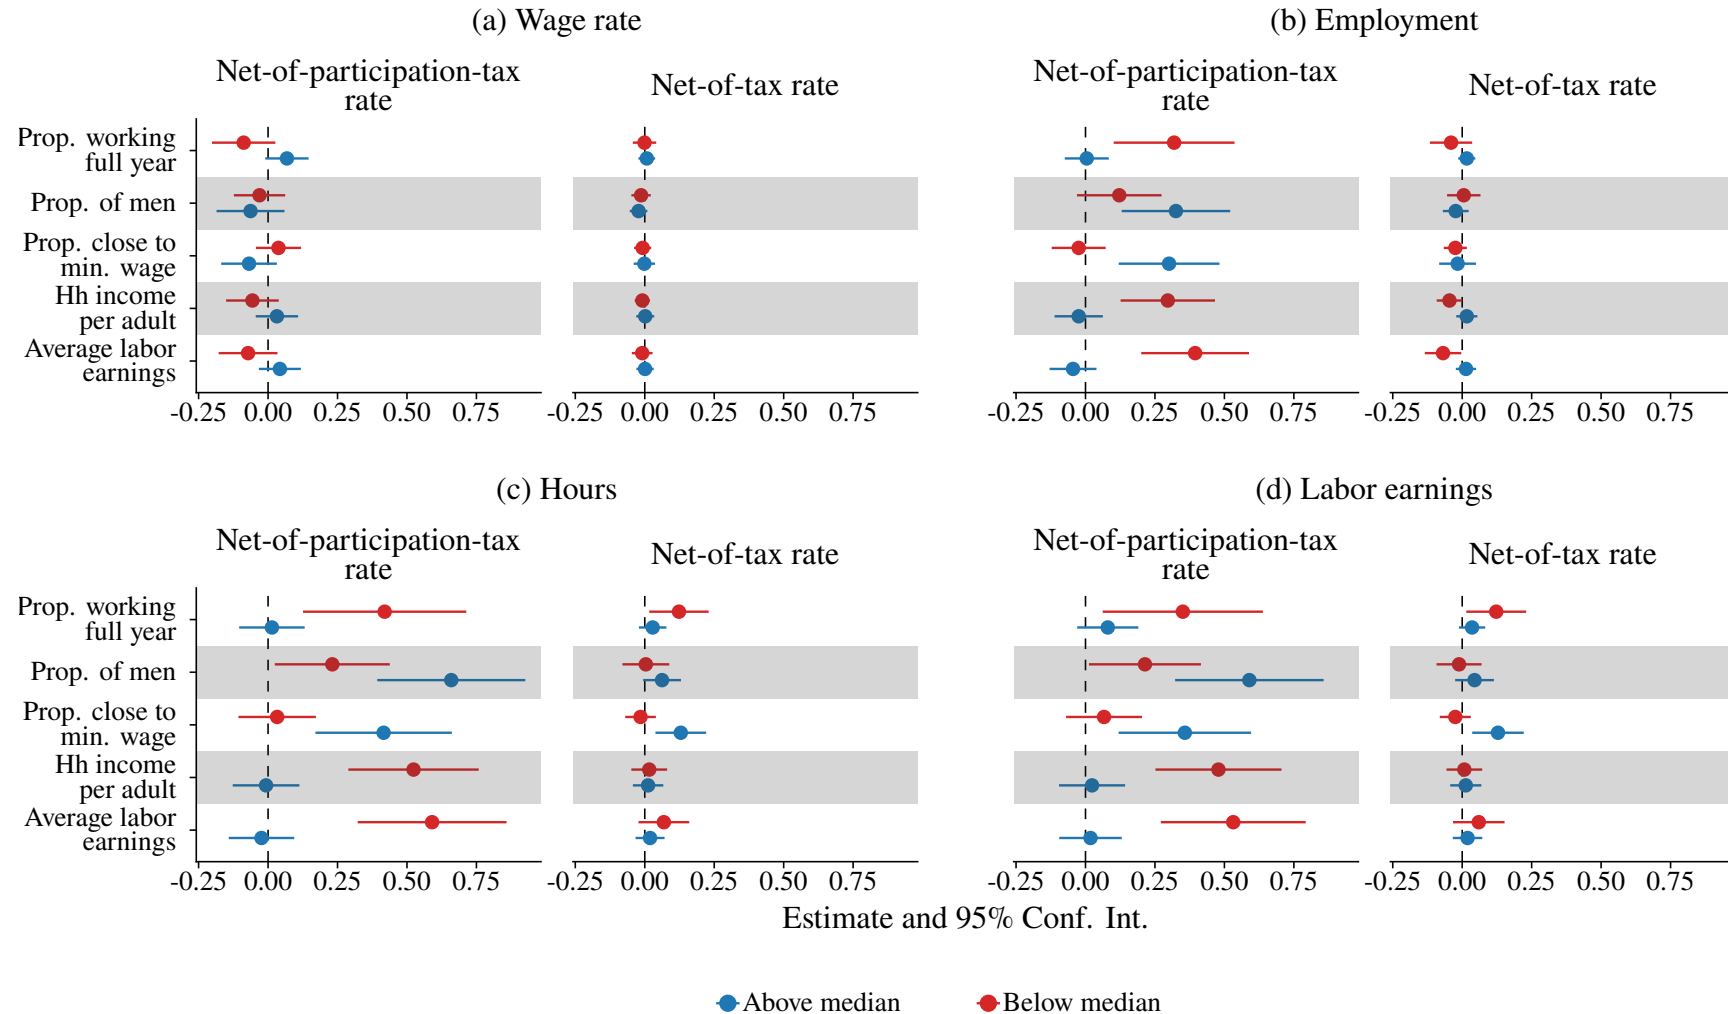 (a) Wage rate
(b) Employment
Net-of-participation-tax
rate
Net-of-tax rate
Net-of-participation-tax
rate
Net-of-tax rate
Prop. working
full year
Prop. of men
Prop. close to
min. wage
Hh income
per adult
Average labor
earnings
-0.25 0.00 0.25 0.50 0.75
-0.25 0.00 0.25 0.50 0.75
-0.25 0.00 0.25 0.50 0.75
-0.25 0.00 0.25 0.50 0.75
(c) Hours
(d) Labor earnings
Net-of-participation-tax
rate
Net-of-tax rate
Net-of-participation-tax
rate
Net-of-tax rate
Prop. working
full year
Prop. of men
Prop. close to
min. wage
Hh income
per adult
Average labor
earnings
-0.25 0.00 0.25 0.50 0.75
-0.25 0.00 0.25 0.50 0.75
-0.25 0.00 0.25 0.50 0.75
-0.25 0.00 0.25 0.50 0.75
Estimate and 95% Conf. Int.
Above median
Below median